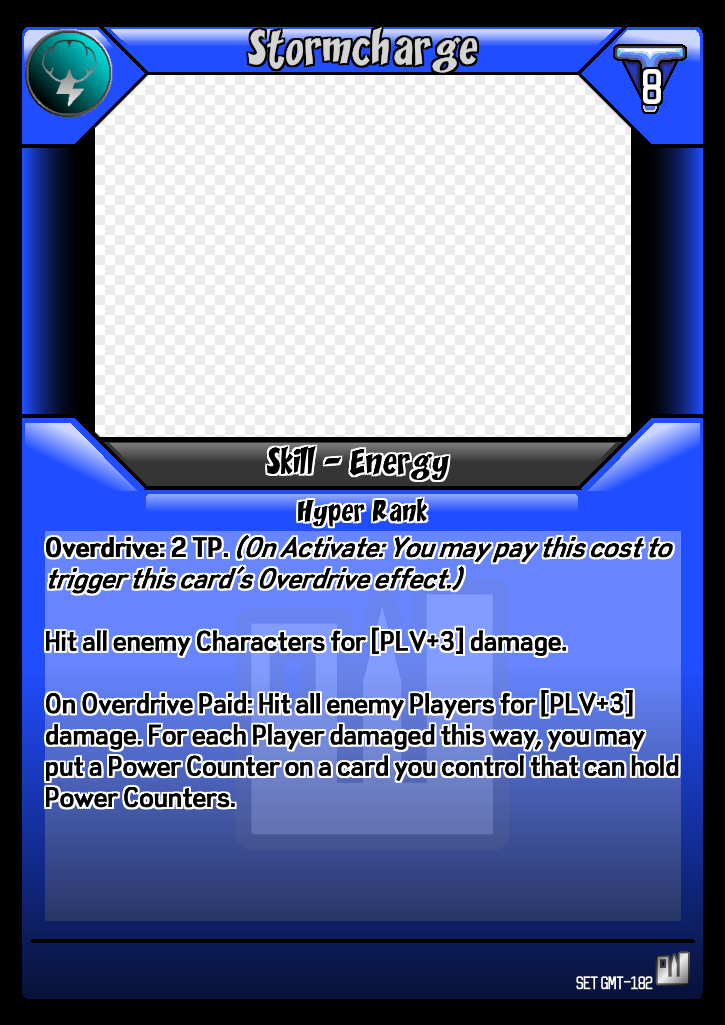 Stormcharge
8
Skill - Energy
Hyper Rank
Overdrive: 2 TP. (On Activate: You may pay this cost to
trigger this card's Overdrive effect.)
Hit all enemy Characters for [PLV+3] damage.
On Overdrive Paid: Hit all enemy Players for [PLV+3]
damage. For each Player damaged this way, you may
put a Power Counter on a card you control that can hold
Power Counters.
SET GMT-182